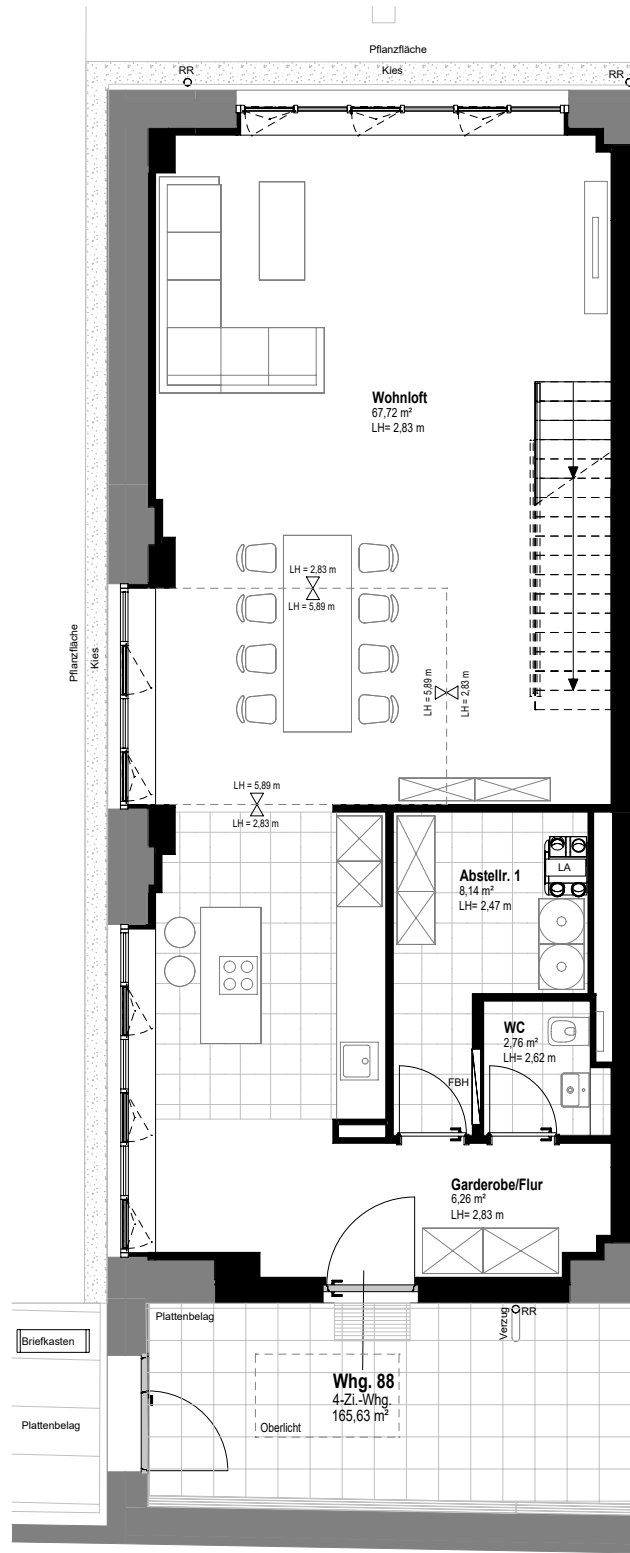 Pflanzfläche
RR
Kies
RR
Wohnloft
67,72 m²
LH= 2,83 m
LH = 2,83 m
LH = 5,89 m
Pflanzfläche
Kies
LH = 5,89 m
LH = 2,83 m
LH = 5,89 m
LH = 2,83 m
Abstellr. 1
8,14 m²
LH= 2,47 m
LA
WC
2,76 m²
LH= 2,62 m
FBH
Garderobe/Flur
6,26 m²
LH= 2,83 m
Plattenbelag
Verzug
RR
Briefkasten
Whg. 88
4-Zi.-Whg.
165,63 m²
Plattenbelag
Oberlicht